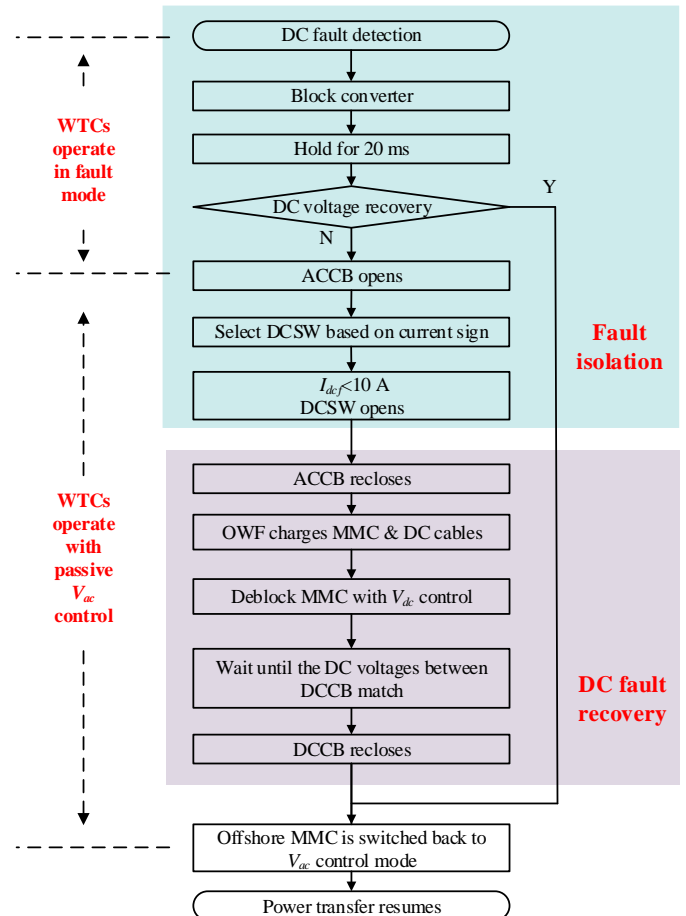 DC fault detection
Block converter
WTCs
operate
in fault
mode
Hold for 20 ms
Y
DC voltage recovery
N
ACCB opens
Select DCSW based on current sign
Fault
isolation
I_dcf<10 A
DCSW opens
ACCB recloses
OWF charges MMC & DC cables
WTCs
operate
with
passive
V_ac
control
Deblock MMC with V_dc control
Wait until the DC voltages between
DCCB match
DC fault
recovery
DCCB recloses
Offshore MMC is switched back to
V_ac control mode
Power transfer resumes